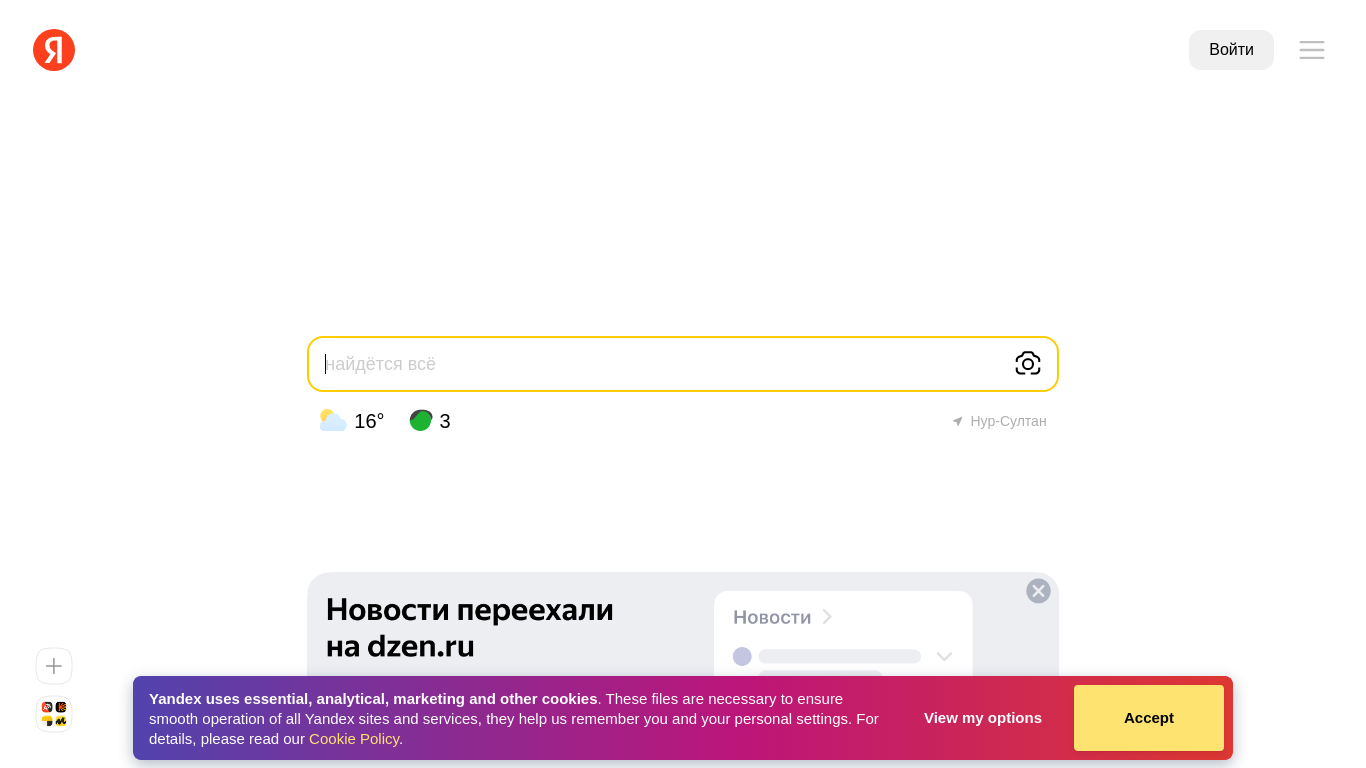 Я
Войти
найдётся всё
16°
3
Нур-Султан
Новости переехали
на dzen.ru
Новости
Yandex uses essential, analytical, marketing and other cookies. These files are necessary to ensure
smooth operation of all Yandex sites and services, they help us remember you and your personal settings. For
details, please read our Cookie Policy.
View my options
Accept